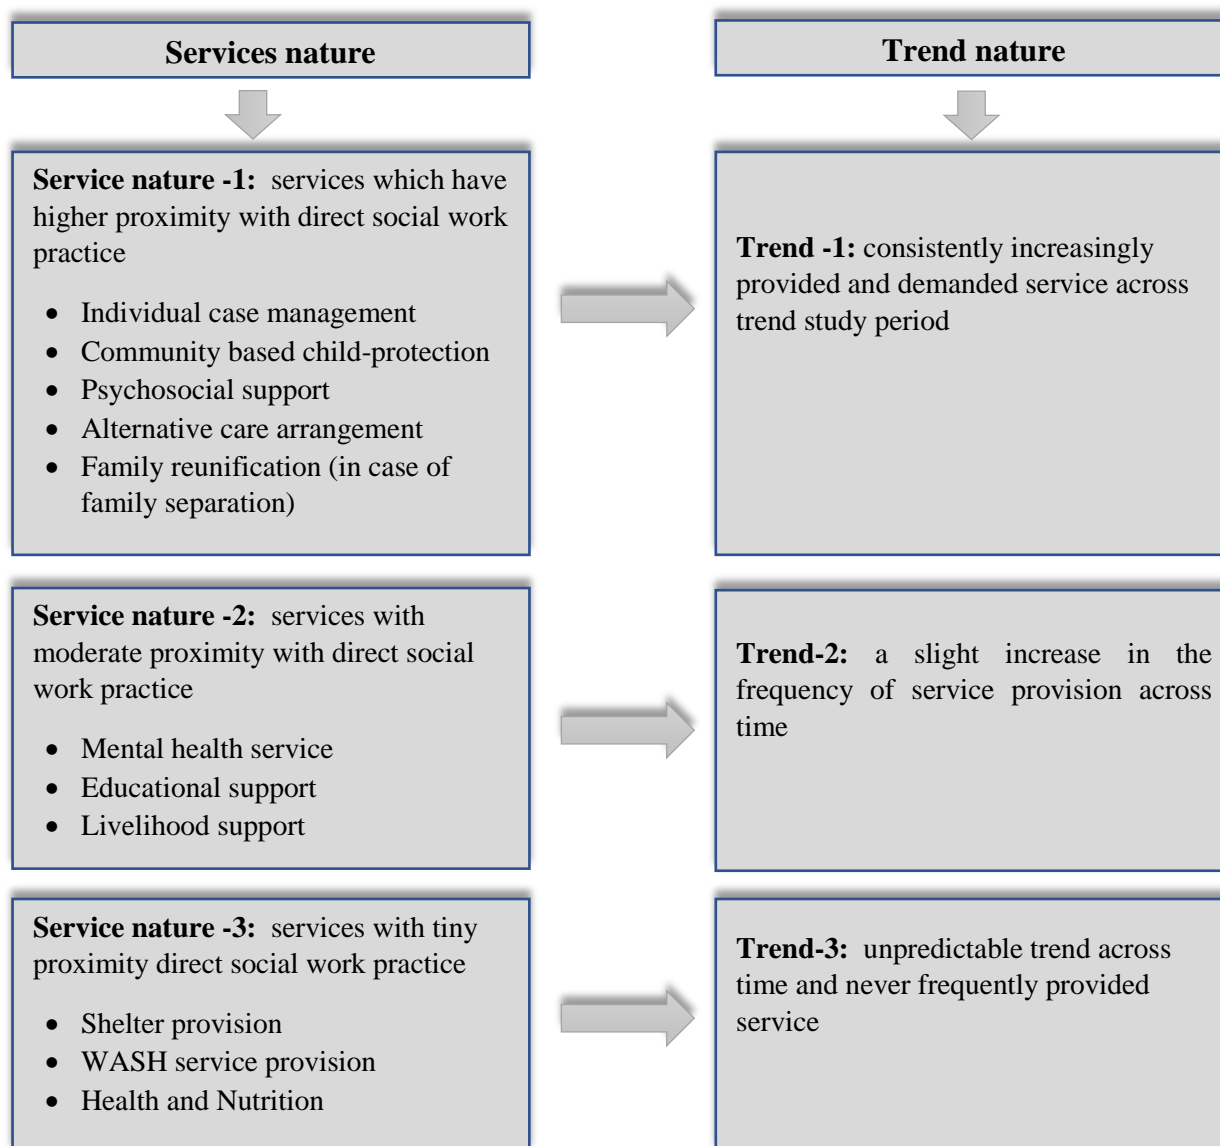 Services nature
Trend nature
Service nature -1: services which have
higher proximity with direct social work
practice
• Individual case management
• Community based child-protection
• Psychosocial support
• Alternative care arrangement
• Family reunification (in case of
family separation)
Trend -1: consistently increasingly
provided and demanded service across
trend study period
Service nature -2: services with
moderate proximity with direct social
work practice
• Mental health service
• Educational support
• Livelihood support
Trend-2: a slight increase in the
frequency of service provision across
time
Service nature -3: services with tiny
proximity direct social work practice
• Shelter provision
• WASH service provision
• Health and Nutrition
Trend-3: unpredictable trend across
time and never frequently provided
service